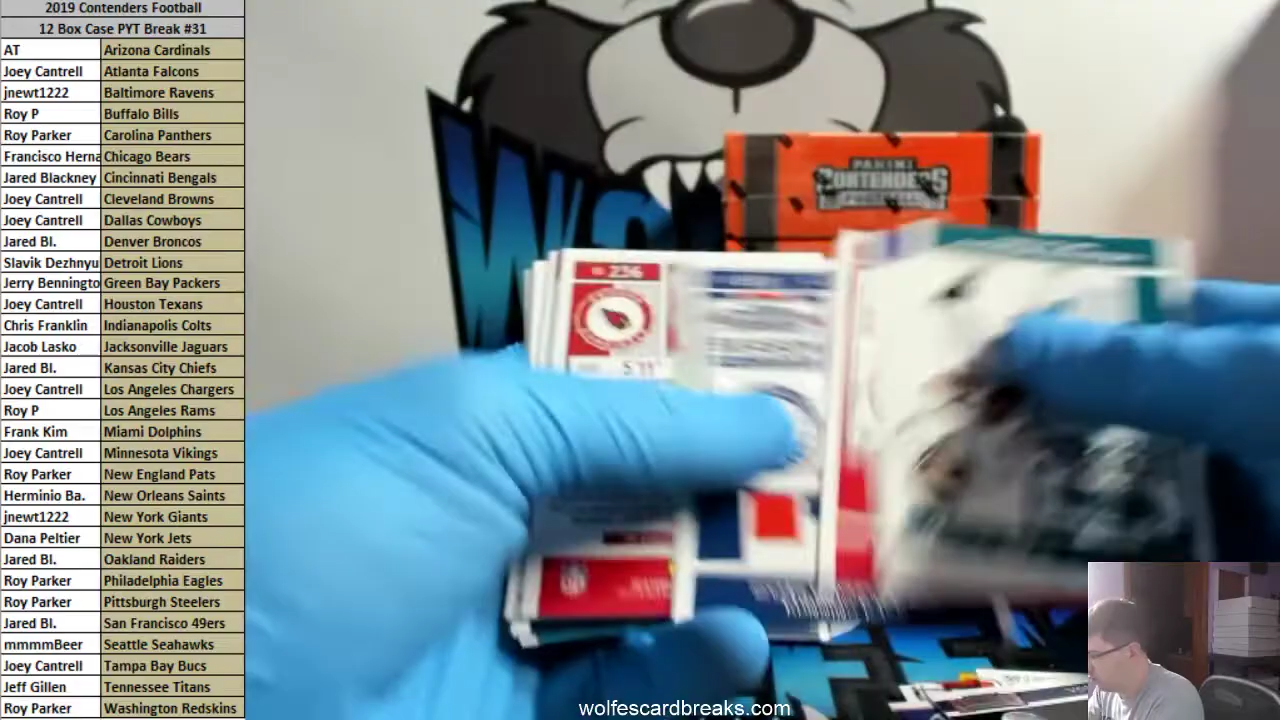 2019 Contenders Football
12 Box Case PYT Break #31
AT Arizona Cardinals
Joey Cantrell Atlanta Falcons
jnewt1222 Baltimore Ravens
Roy P Buffalo Bills
Roy Parker Carolina Panthers
Francisco Herna Chicago Bears
Jared Blackney Cincinnati Bengals
Joey Cantrell Cleveland Browns
Joey Cantrell Dallas Cowboys
Jared Bl. Denver Broncos
Slavik Dezhnyu Detroit Lions
Jerry Benningto Green Bay Packers
Joey Cantrell Houston Texans
Chris Franklin Indianapolis Colts
Jacob Lasko Jacksonville Jaguars
Jared Bl. Kansas City Chiefs
Joey Cantrell Los Angeles Chargers
Roy P Los Angeles Rams
Frank Kim Miami Dolphins
Joey Cantrell Minnesota Vikings
Roy Parker New England Pats
Herminio Ba. New Orleans Saints
jnewt1222 New York Giants
Dana Peltier New York Jets
Jared Bl. Oakland Raiders
Roy Parker Philadelphia Eagles
Roy Parker Pittsburgh Steelers
Jared Bl. San Francisco 49ers
mmmmBeer Seattle Seahawks
Joey Cantrell Tampa Bay Bucs
Jeff Gillen Tennessee Titans
Roy Parker Washington Redskins
PANINI
CONTENDERS
FOOTBALL
236
wolfescardbreaks.com